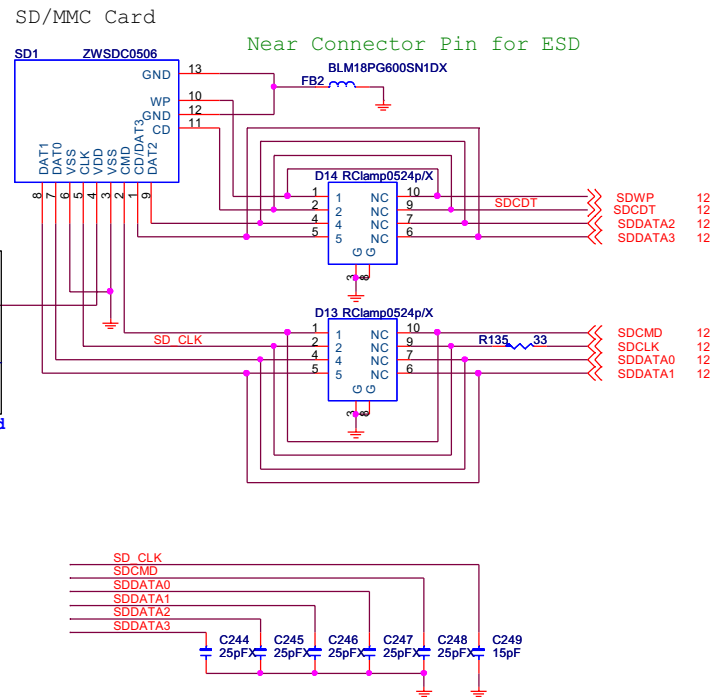 SD/MMC Card
Near Connector Pin for ESD
SD1 ZWSDC0506
BLM18PG600SN1DX
FB2
GND 13
WP 10
GND 12
CD 11
DAT1
DAT0
VSS
CLK
VDD
VSS
CMD
CD/DAT3
DAT2
8 7 6 5 4 3 2 1 9
D14 RClamp0524p/X
1 1 NC 10 SDWP 12
2 2 NC 9 SDCDT SDCDT 12
4 4 NC 7 SDDATA2 12
5 5 NC 6 SDDATA3 12
G G
3 8
D13 RClamp0524p/X
1 1 NC 10 SDCMD 12
SD_CLK 2 2 NC 9 R135 33 SDCLK 12
4 4 NC 7 SDDATA0 12
5 5 NC 6 SDDATA1 12
G G
3 8
d
SD_CLK
SDCMD
SDDATA0
SDDATA1
SDDATA2
SDDATA3
C244 C245 C246 C247 C248 C249
25pFX 25pFX 25pFX 25pFX 25pFX 15pF